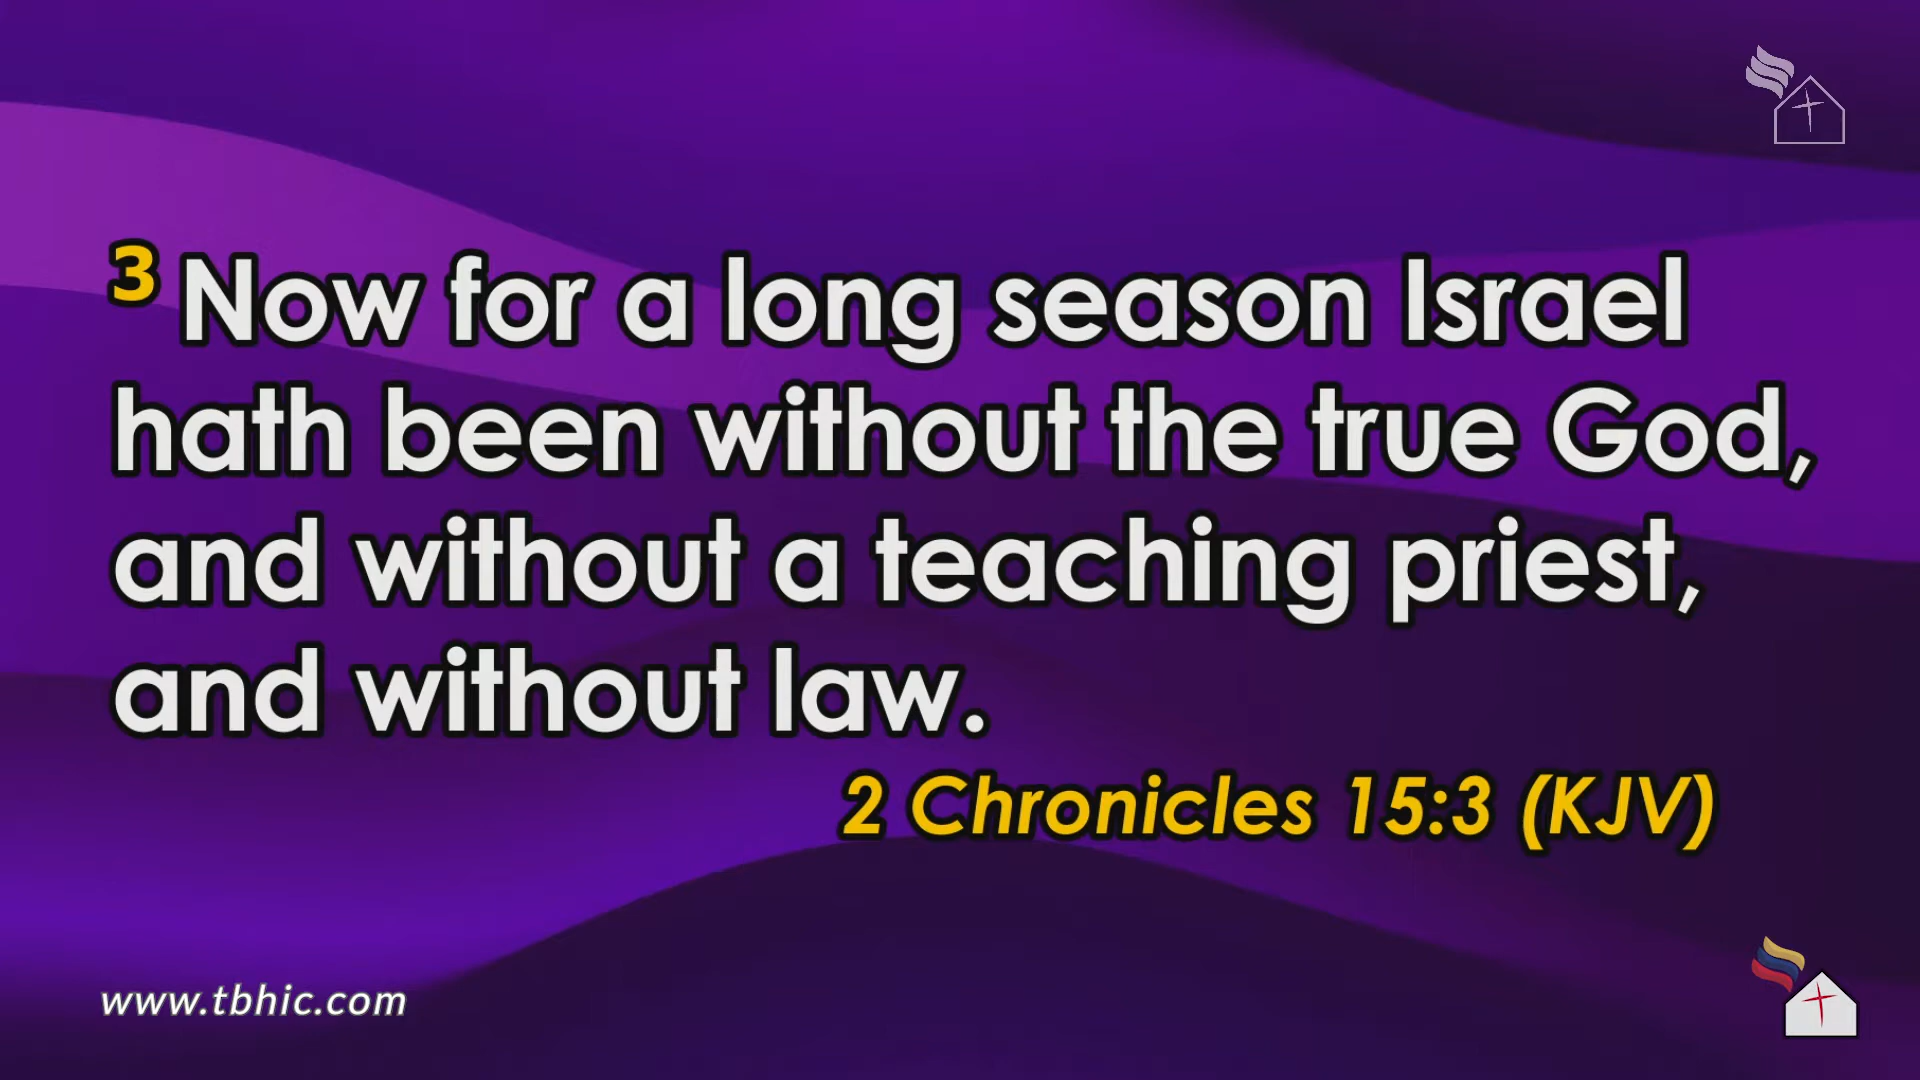 3 Now for a long season Israel
hath been without the true God,
and without a teaching priest,
and without law.
2 Chronicles 15:3 (KJV)
www.tbhic.com